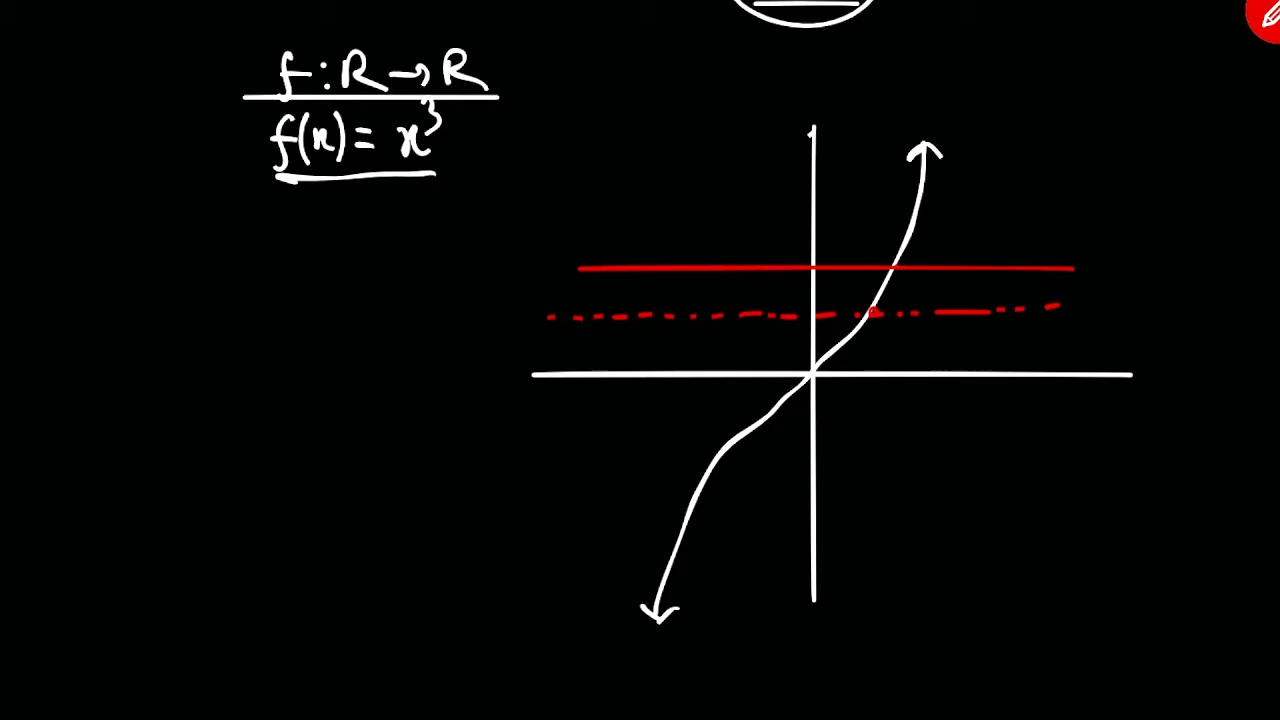 f : R → R
f(x) = x³